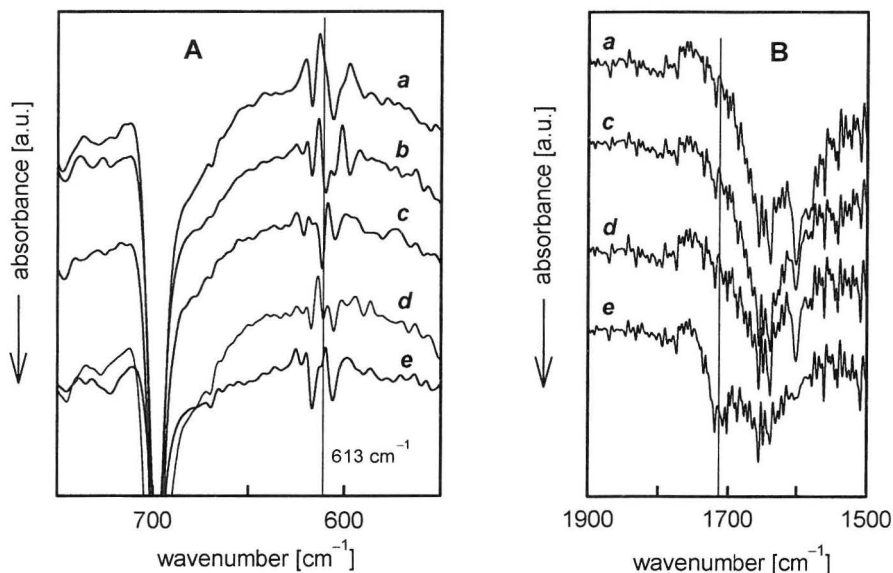 A
a
b
c
d
e
613 cm⁻¹
absorbance [a.u.]
700
600
wavenumber [cm⁻¹]
B
a
c
d
e
absorbance [a.u.]
1900
1700
1500
wavenumber [cm⁻¹]